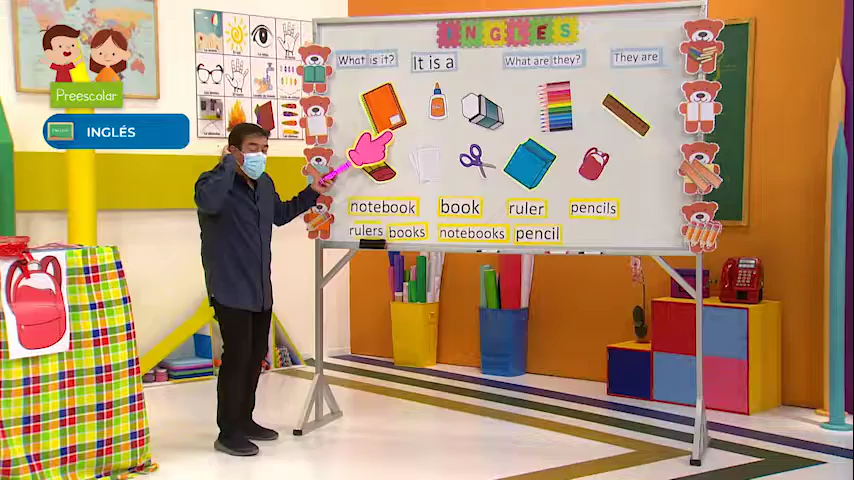 INGLES
What is it?
It is a
What are they?
They are
Preescolar
INGLÉS
notebook
book
ruler
pencils
rulers
books
notebooks
pencil